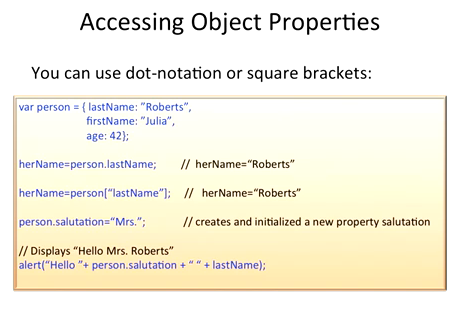 Accessing Object Properties
You can use dot-notation or square brackets:
var person = { lastName: ”Roberts”,
firstName: ”Julia”,
age: 42};
herName=person.lastName; // herName=“Roberts”
herName=person[“lastName”]; // herName=“Roberts”
person.salutation=“Mrs.”; // creates and initialized a new property salutation
// Displays “Hello Mrs. Roberts”
alert(“Hello ”+ person.salutation + “ “ + lastName);